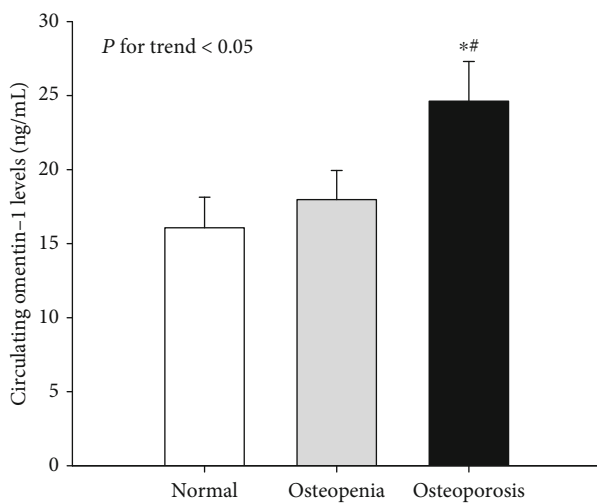 P for trend < 0.05
*#
Circulating omentin–1 levels (ng/mL)
30
25
20
15
10
5
0
Normal Osteopenia Osteoporosis